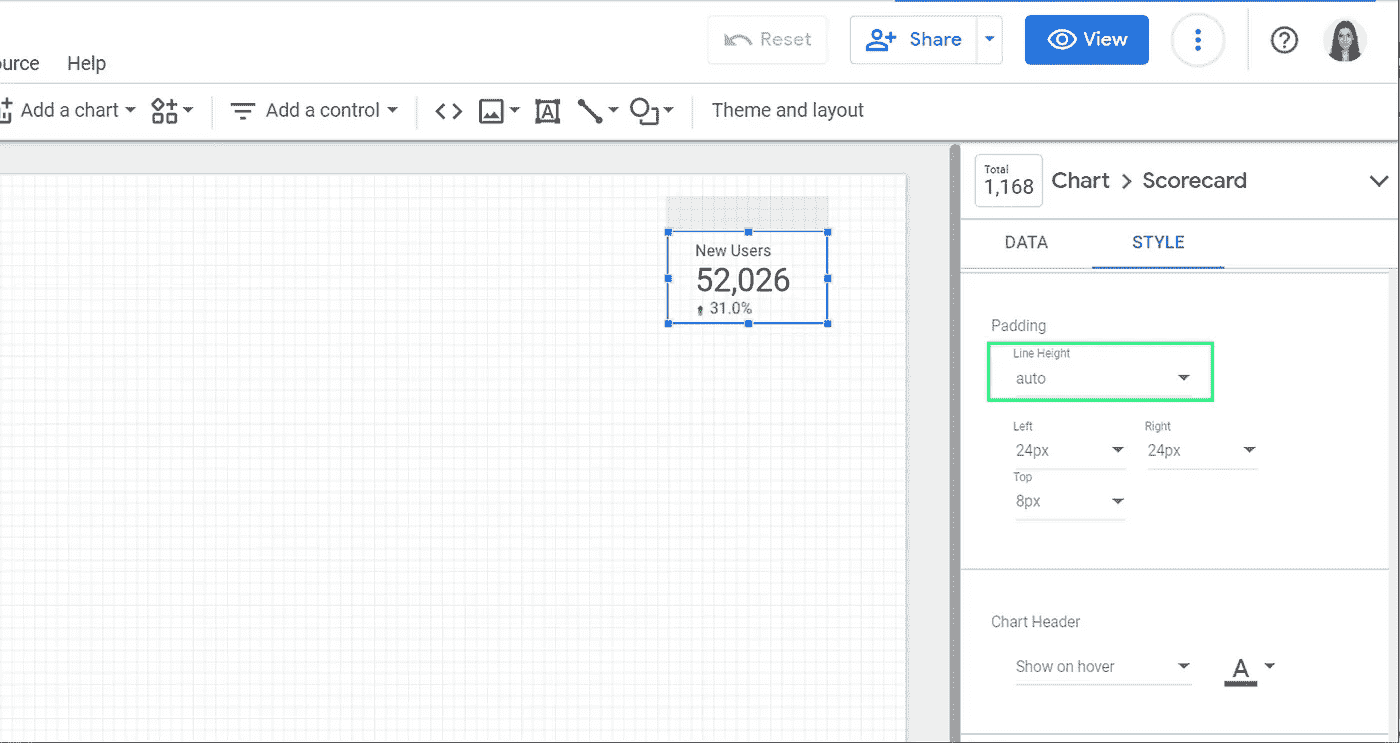 Reset
Share
View
urce Help
Add a chart
Add a control
A
Theme and layout
Total
1,168
Chart > Scorecard
DATA STYLE
New Users
52,026
31.0%
Padding
Line Height
auto
Left Right
24px 24px
Top
8px
Chart Header
Show on hover
A